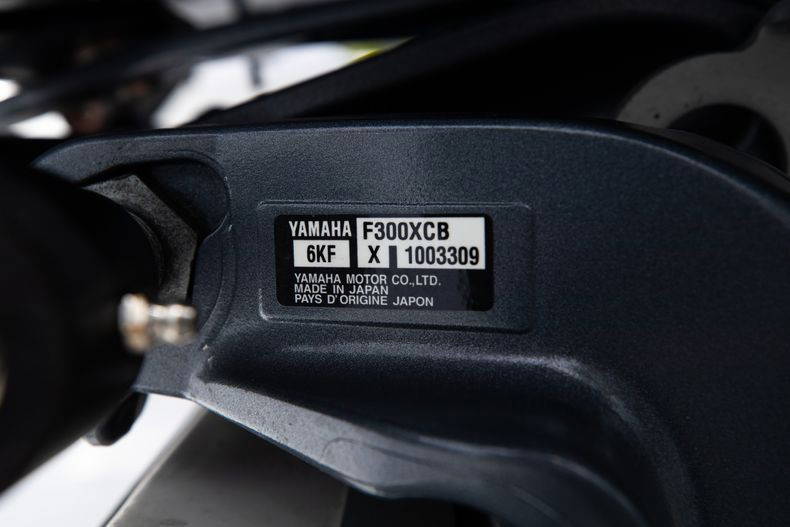 YAMAHA F300XCB
6KF X 1003309
YAMAHA MOTOR CO.,LTD.
MADE IN JAPAN
PAYS D'ORIGINE JAPON